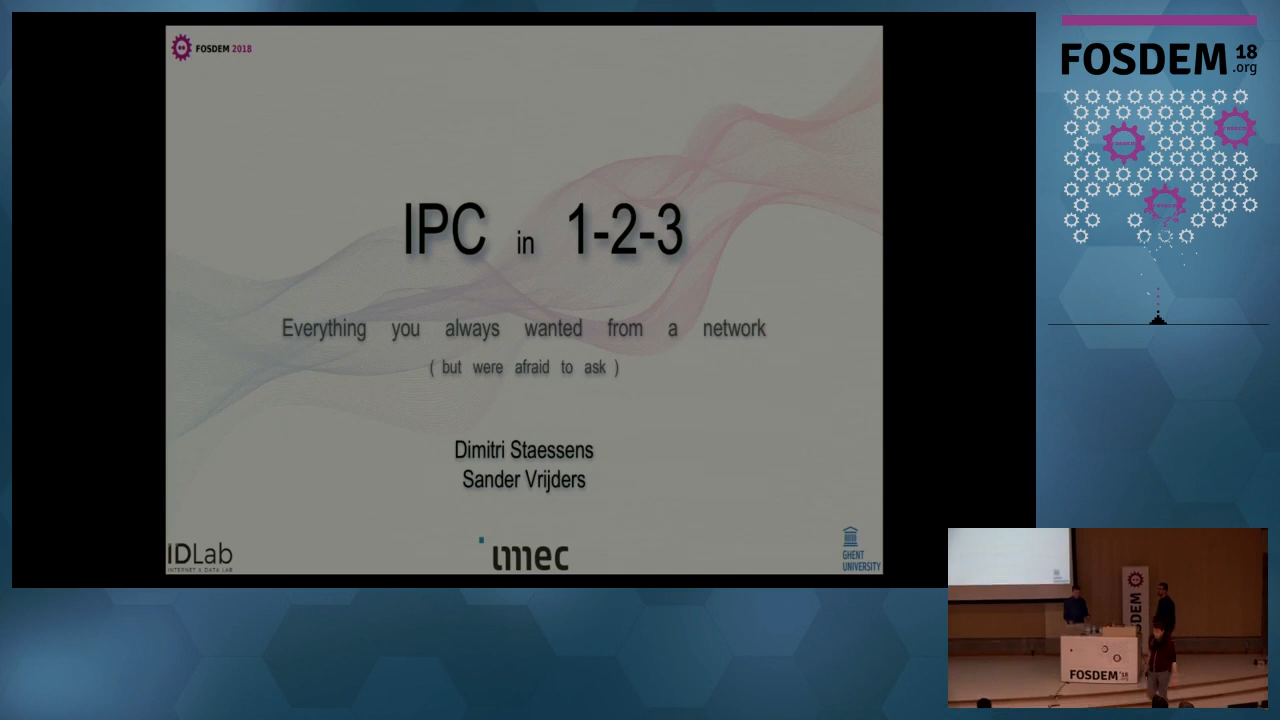 FOSDEM 2018
IPC in 1-2-3
Everything you always wanted from a network
( but were afraid to ask )
Dimitri Staessens
Sander Vrijders
IDLab
INTERNET & DATA LAB
imec
GHENT
UNIVERSITY
FOSDEM 18
.org
FOSDEM
FOSDEM '18